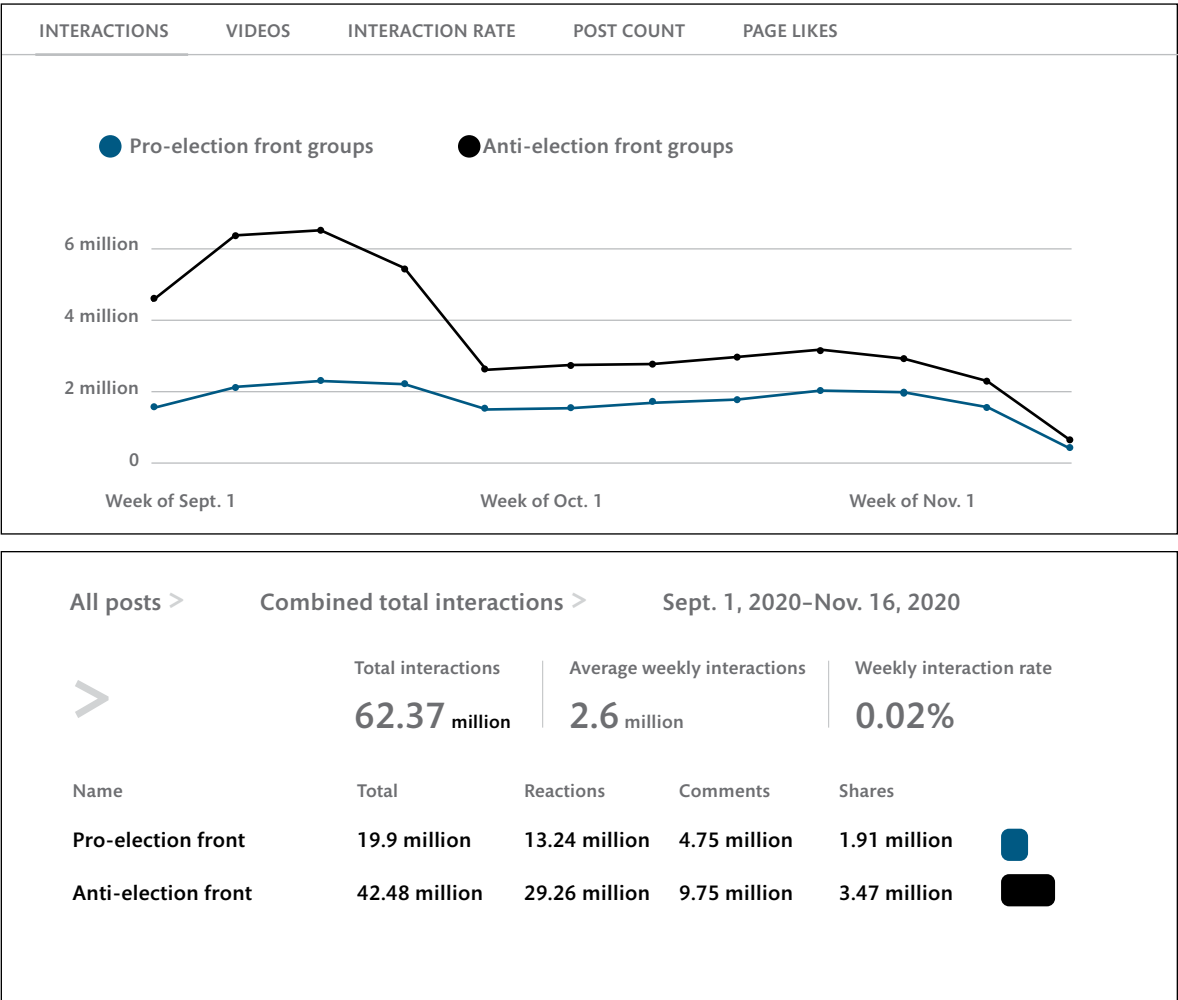 INTERACTIONS VIDEOS INTERACTION RATE POST COUNT PAGE LIKES
Pro-election front groups Anti-election front groups
6 million
4 million
2 million
0
Week of Sept. 1 Week of Oct. 1 Week of Nov. 1
All posts > Combined total interactions > Sept. 1, 2020–Nov. 16, 2020
Total interactions Average weekly interactions Weekly interaction rate
> 62.37 million 2.6 million 0.02%
Name Total Reactions Comments Shares
Pro-election front 19.9 million 13.24 million 4.75 million 1.91 million
Anti-election front 42.48 million 29.26 million 9.75 million 3.47 million